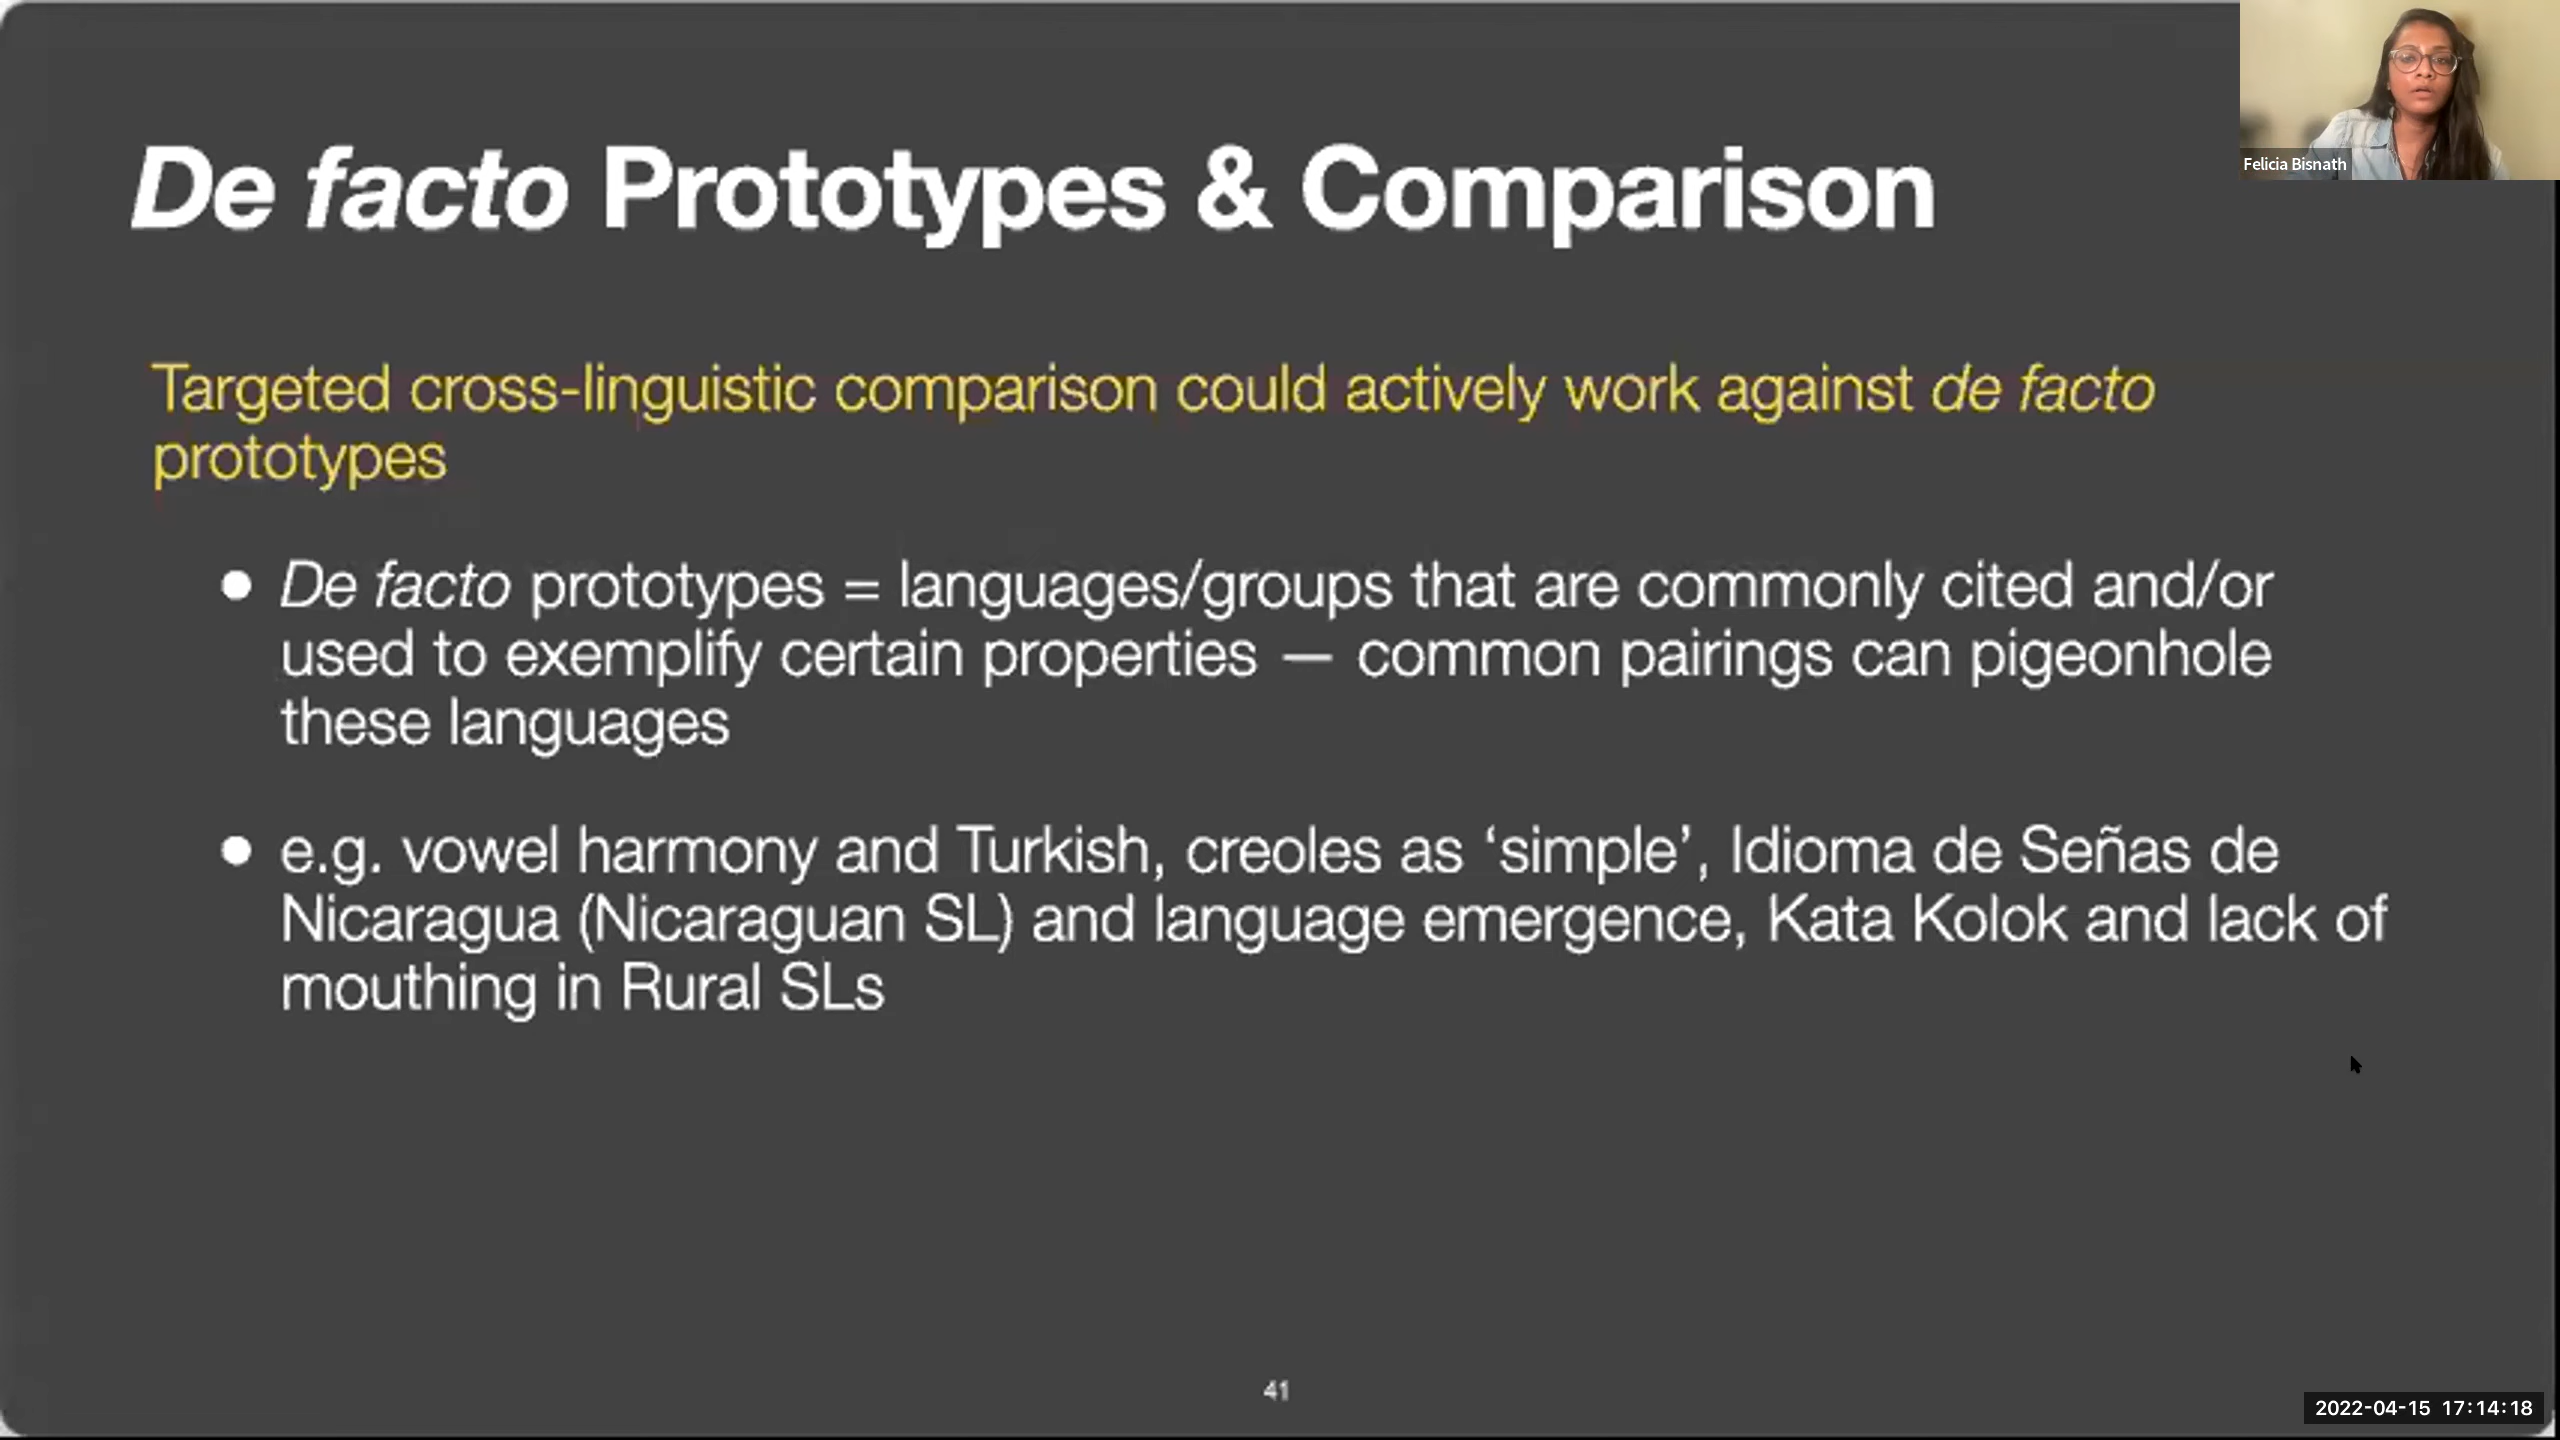 Felicia Bisnath
De facto Prototypes & Comparison
Targeted cross-linguistic comparison could actively work against de facto
prototypes
● De facto prototypes = languages/groups that are commonly cited and/or
used to exemplify certain properties — common pairings can pigeonhole
these languages
● e.g. vowel harmony and Turkish, creoles as ‘simple’, Idioma de Señas de
Nicaragua (Nicaraguan SL) and language emergence, Kata Kolok and lack of
mouthing in Rural SLs
41
2022-04-15 17:14:18